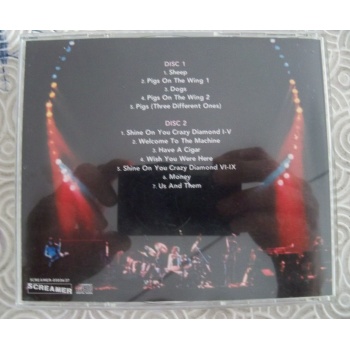 DISC 1
1. Sheep
2. Pigs On The Wing 1
3. Dogs
4. Pigs On The Wing 2
5. Pigs (Three Different Ones)
DISC 2
1. Shine On You Crazy Diamond I-V
2. Welcome To The Machine
3. Have A Cigar
4. Wish You Were Here
5. Shine On You Crazy Diamond VI-IX
6. Money
7. Us And Them
SCREAMER